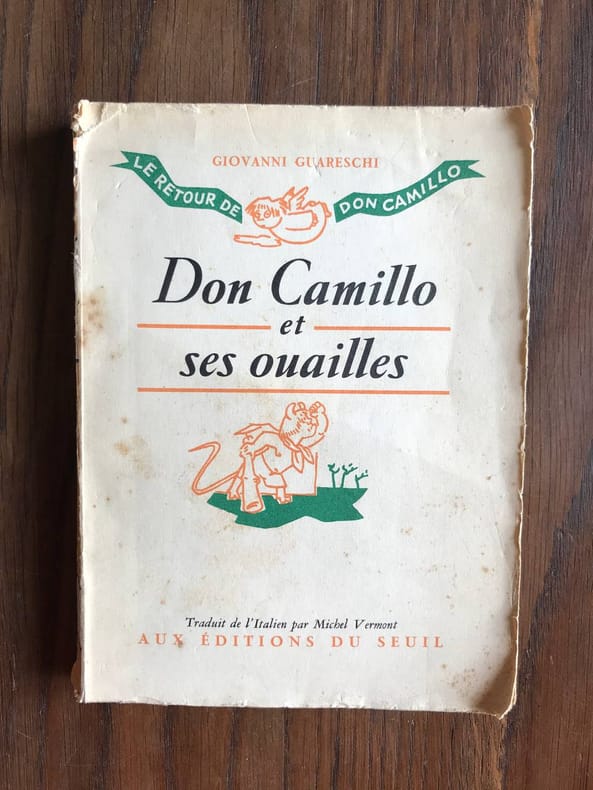 GIOVANNI GUARESCHI
LE RETOUR DE DON CAMILLO
Don Camillo
et
ses ouailles
Traduit de l'Italien par Michel Vermont
AUX ÉDITIONS DU SEUIL